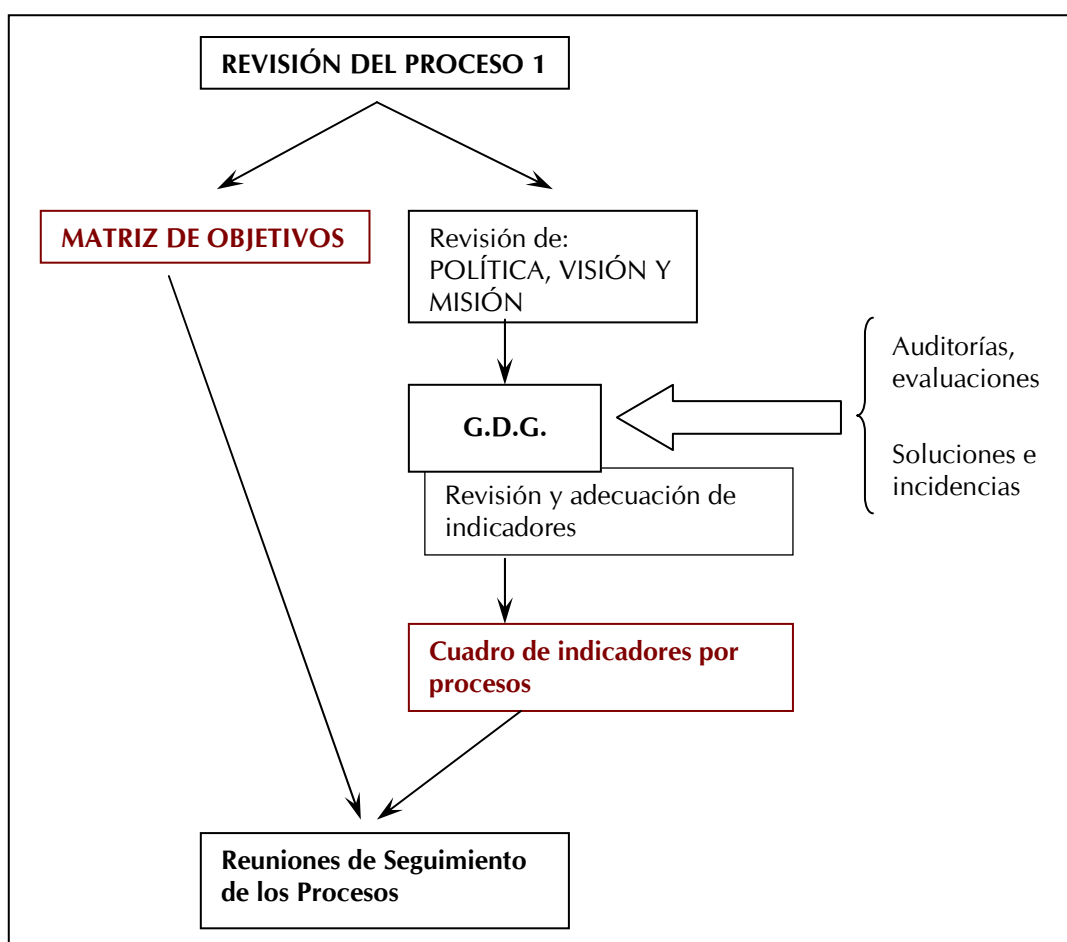 REVISIÓN DEL PROCESO 1
MATRIZ DE OBJETIVOS
Revisión de:
POLÍTICA, VISIÓN Y
MISIÓN
Auditorías,
evaluaciones
G.D.G.
Soluciones e
incidencias
Revisión y adecuación de
indicadores
Cuadro de indicadores por
procesos
Reuniones de Seguimiento
de los Procesos